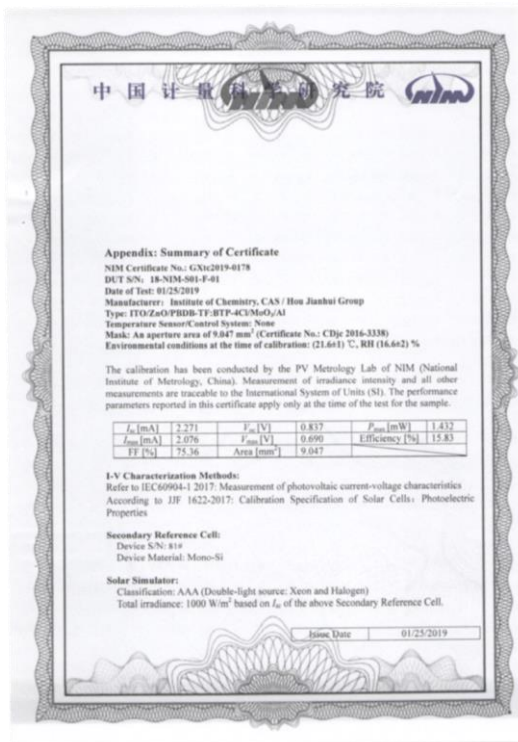 中国计量科学研究院 NIM
Appendix: Summary of Certificate
NIM Certificate No.: GXtc2019-0178
DUT S/N: 18-NIM-S01-F-01
Date of Test: 01/25/2019
Manufacturer: Institute of Chemistry, CAS / Hou Jianhui Group
Type: ITO/ZnO/PBDB-TF:BTP-4Cl/MoO3/Al
Temperature Sensor/Control System: None
Mask: An aperture area of 9.047 mm² (Certificate No.: CDjc 2016-3338)
Environmental conditions at the time of calibration: (21.6±1) ℃, RH (16.6±2) %
The calibration has been conducted by the PV Metrology Lab of NIM (National
Institute of Metrology, China). Measurement of irradiance intensity and all other
measurements are traceable to the International System of Units (SI). The performance
parameters reported in this certificate apply only at the time of the test for the sample.
Isc [mA] 2.271 Voc [V] 0.837 Pmm [mW] 1.432
Imm [mA] 2.076 Vmm [V] 0.690 Efficiency [%] 15.83
FF [%] 75.36 Area [mm²] 9.047
I-V Characterization Methods:
Refer to IEC60904-1 2017: Measurement of photovoltaic current-voltage characteristics
According to JJF 1622-2017: Calibration Specification of Solar Cells: Photoelectric
Properties
Secondary Reference Cell:
Device S/N: 81#
Device Material: Mono-Si
Solar Simulator:
Classification: AAA (Double-light source: Xeon and Halogen)
Total irradiance: 1000 W/m² based on Isc of the above Secondary Reference Cell.
Issue Date 01/25/2019